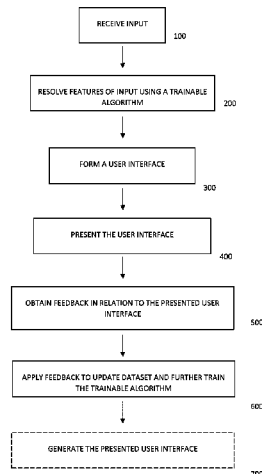 RECEIVE INPUT
100
RESOLVE FEATURES OF INPUT USING A TRAINABLE
ALGORITHM
200
FORM A USER INTERFACE
300
PRESENT THE USER INTERFACE
400
OBTAIN FEEDBACK IN RELATION TO THE PRESENTED USER
INTERFACE
500
APPLY FEEDBACK TO UPDATE DATASET AND FURTHER TRAIN
THE TRAINABLE ALGORITHM
600
GENERATE THE PRESENTED USER INTERFACE